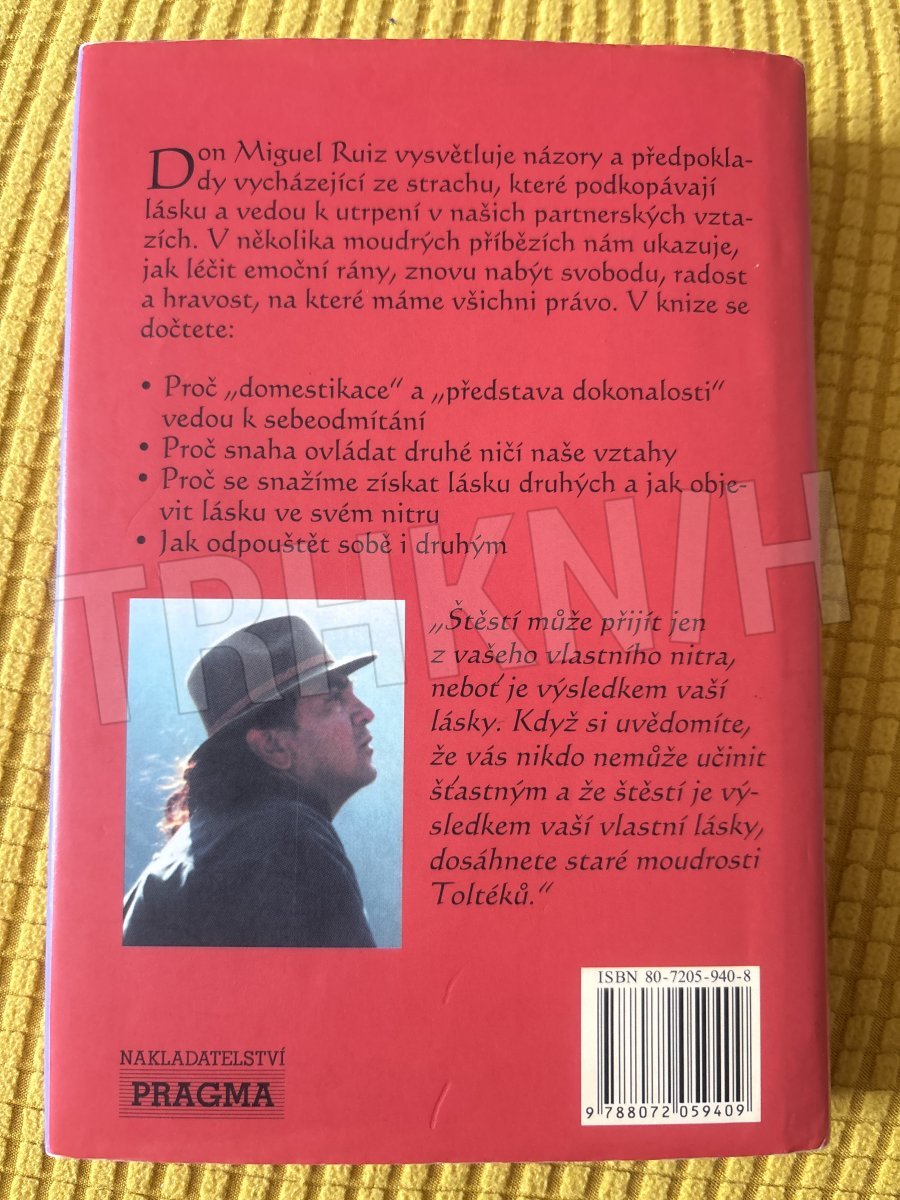 Don Miguel Ruiz vysvětluje názory a předpokla-
dy vycházející ze strachu, které podkopávají
lásku a vedou k utrpení v našich partnerských vzta-
zích. V několika moudrých příbězích nám ukazuje,
jak léčit emoční rány, znovu nabýt svobodu, radost
a hravost, na které máme všichni právo. V knize se
dočtete:
• Proč „domestikace“ a „představa dokonalosti“
vedou k sebeodmítání
• Proč snaha ovládat druhé ničí naše vztahy
• Proč se snažíme získat lásku druhých a jak obje-
vit lásku ve svém nitru
• Jak odpouštět sobě i druhým
TRHKNIH
„Štěstí může přijít jen
z vašeho vlastního nitra,
neboť je výsledkem vaší
lásky. Když si uvědomíte,
že vás nikdo nemůže učinit
šťastným a že štěstí je vý-
sledkem vaší vlastní lásky,
dosáhnete staré moudrosti
Toltéků.“
ISBN 80-7205-940-8
9 788072 059409
NAKLADATELSTVÍ
PRAGMA